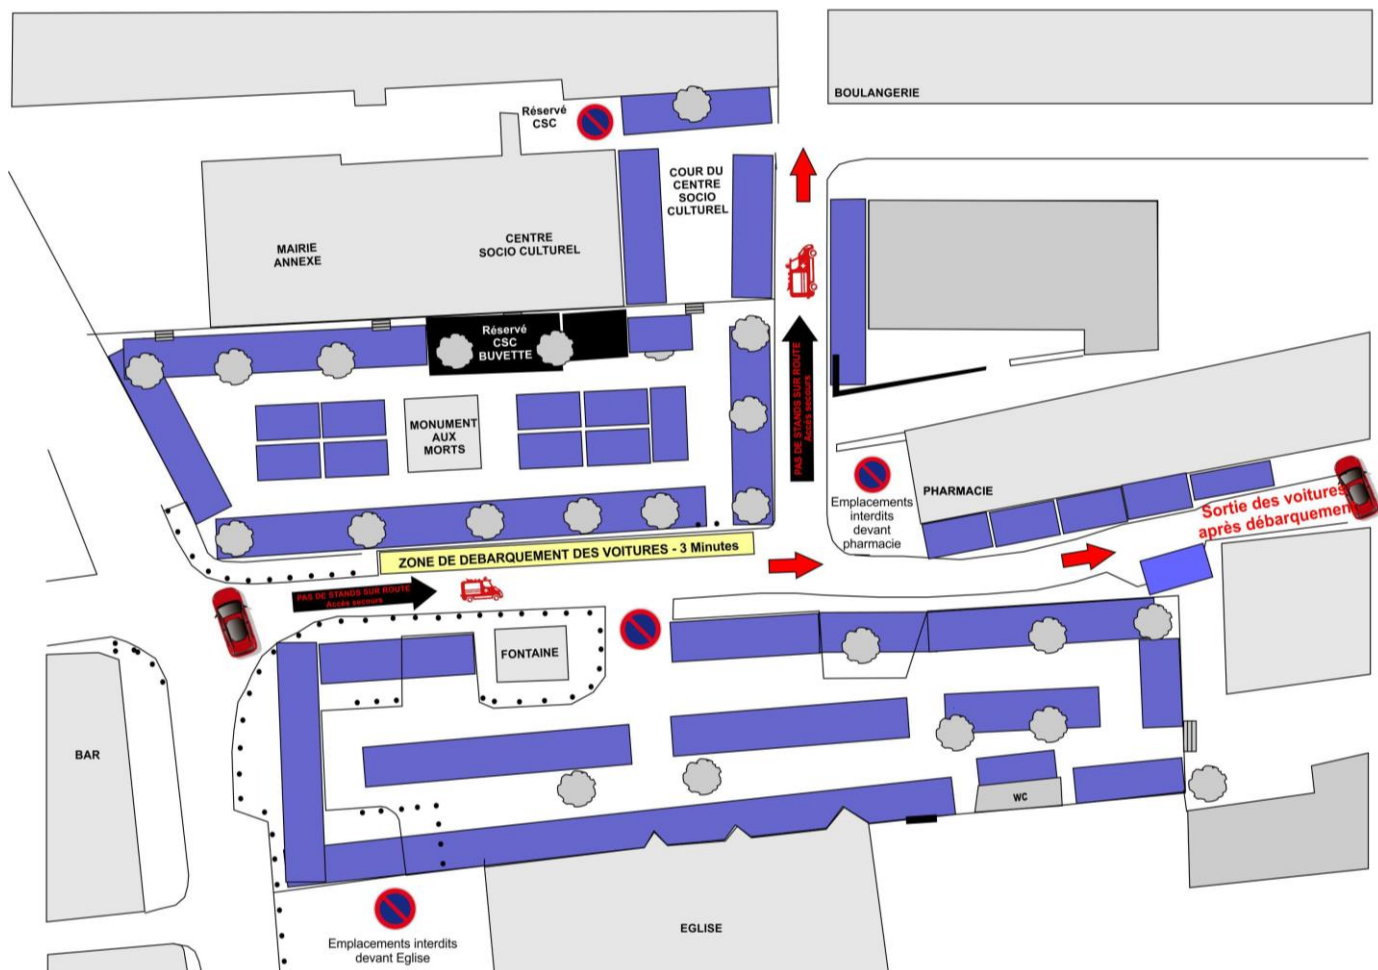 BOULANGERIE
Réservé
CSC
COUR DU
CENTRE
SOCIO
CULTUREL
MAIRIE
ANNEXE
CENTRE
SOCIO CULTUREL
Réservé
CSC
BUVETTE
PAS DE STANDS SUR ROUTE
Accès secours
MONUMENT
AUX
MORTS
PHARMACIE
Emplacements
interdits
devant
pharmacie
Sortie des voitures
après débarquement
ZONE DE DEBARQUEMENT DES VOITURES - 3 Minutes
PAS DE STANDS SUR ROUTE
Accès secours
FONTAINE
BAR
WC
EGLISE
Emplacements interdits
devant Eglise